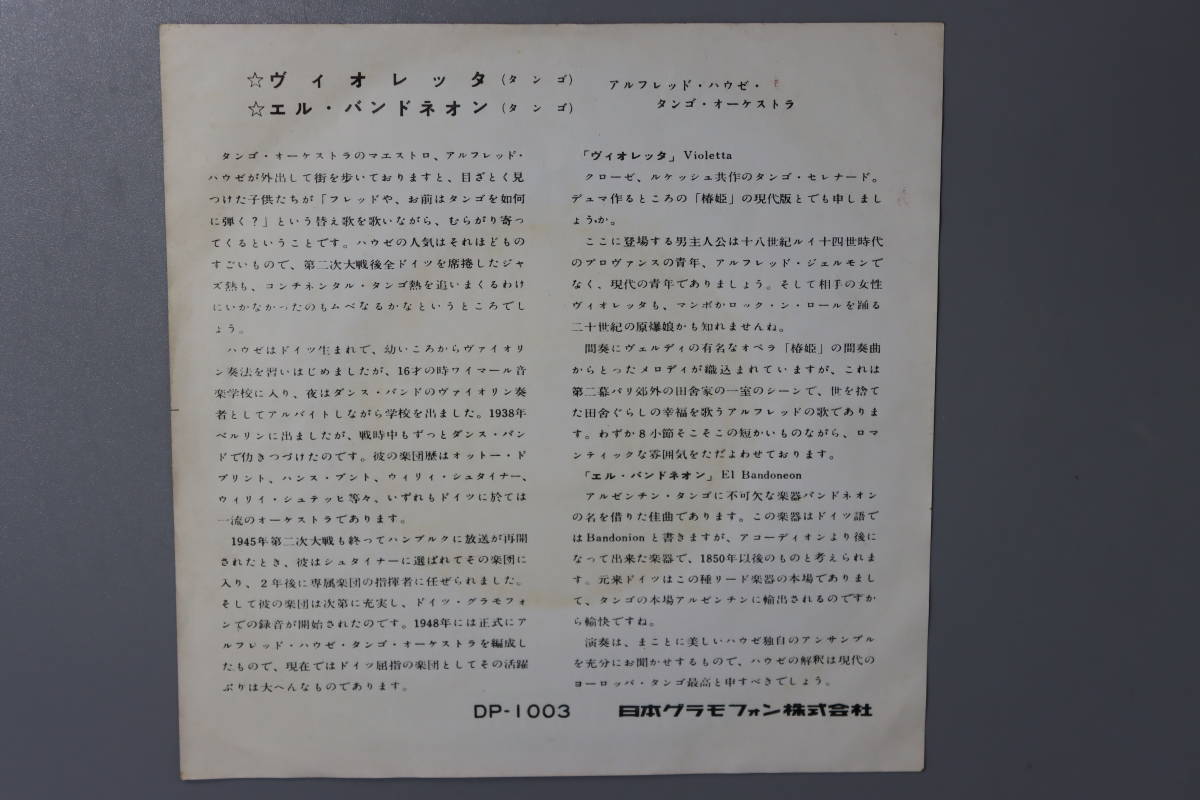 ☆ヴィオレッタ（タンゴ）
☆エル・バンドネオン（タンゴ）
アルフレッド・ハウゼ・
タンゴ・オーケストラ
タンゴ・オーケストラのマエストロ、アルフレッド・
ハウゼが外出して街を歩いておりますと、目ざとく見
つけた子供たちが「フレッドや、お前はタンゴを如何
に弾く？」という替え歌を歌いながら、むらがり寄っ
てくるということです。ハウゼの人気はそれほどもの
すごいもので、第二次大戦後全ドイツを席捲したジャ
ズ熱も、コンチネンタル・タンゴ熱を追いまくるわけ
にいかなかったのもムベなるかなというところでし
ょう。
ハウゼはドイツ生まれで、幼いころからヴァイオリ
ン奏法を習いはじめましたが、16才の時ワイマール音
楽学校に入り、夜はダンス・バンドのヴァイオリン奏
者としてアルバイトしながら学校を出ました。1938年
ベルリンに出ましたが、戦時中もずっとダンス・バン
ドで仂きつづけたのです。彼の楽団歴はオットー・ド
ブリント、ハンス・ブント、ウィリィ・シュタイナー、
ウィリイ・シュテッヒ等々、いずれもドイツに於ては
一流のオーケストラであります。
1945年第二次大戦も終ってハンブルクに放送が再開
されたとき、彼はシュタイナーに選ばれてその楽団に
入り、２年後に専属楽団の指揮者に任ぜられました。
そして彼の楽団は次第に充実し、ドイツ・グラモフォ
ンでの録音が開始されたのです。1948年には正式にア
ルフレッド・ハウゼ・タンゴ・オーケストラを編成し
たもので、現在ではドイツ屈指の楽団としてその活躍
ぶりは大へんなものであります。
「ヴィオレッタ」Violetta
クローゼ、ルケッシュ共作のタンゴ・セレナード。
デュマ作るところの「椿姫」の現代版とでも申しまし
ょうか。
ここに登場する男主人公は十八世紀ルイ十四世時代
のプロヴァンスの青年、アルフレッド・ジェルモンで
なく、現代の青年でありましょう。そして相手の女性
ヴィオレッタも、マンボかロック・ン・ロールを踊る
二十世紀の原爆娘かも知れませんね。
間奏にヴェルディの有名なオペラ「椿姫」の間奏曲
からとったメロディが織込まれていますが、これは
第二幕パリ郊外の田舎家の一室のシーンで、世を捨て
た田舎ぐらしの幸福を歌うアルフレッドの歌でありま
す。わずか８小節そこそこの短かいものながら、ロマ
ンティックな雰囲気をただよわせております。
「エル・バンドネオン」El Bandoneon
アルゼンチン・タンゴに不可欠な楽器バンドネオン
の名を借りた佳曲であります。この楽器はドイツ語で
はBandonionと書きますが、アコーディオンより後に
なって出来た楽器で、1850年以後のものと考えられま
す。元来ドイツはこの種リード楽器の本場でありまし
て、タンゴの本場アルゼンチンに輸出されるのですか
ら愉快ですね。
演奏は、まことに美しいハウゼ独自のアンサンブル
を充分にお聞かせするもので、ハウゼの解釈は現代の
ヨーロッパ・タンゴ最高と申すべきでしょう。
DP-1003 日本グラモフォン株式会社